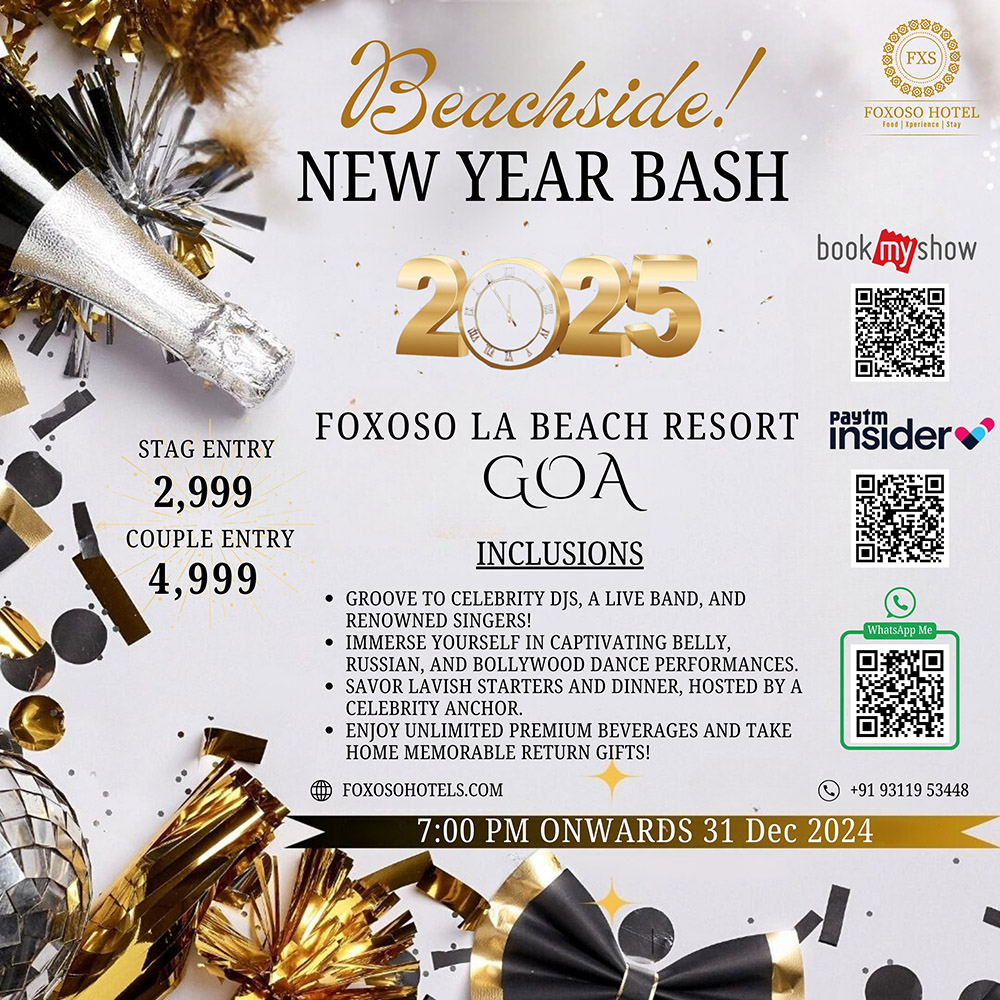 Beachside!
NEW YEAR BASH
2025
FXS
FOXOSO HOTEL
Food | Xperience | Stay
bookmyshow
paytm
insider
FOXOSO LA BEACH RESORT
GOA
STAG ENTRY
2,999
COUPLE ENTRY
4,999
INCLUSIONS
• GROOVE TO CELEBRITY DJS, A LIVE BAND, AND
RENOWNED SINGERS!
• IMMERSE YOURSELF IN CAPTIVATING BELLY,
RUSSIAN, AND BOLLYWOOD DANCE PERFORMANCES.
• SAVOR LAVISH STARTERS AND DINNER, HOSTED BY A
CELEBRITY ANCHOR.
• ENJOY UNLIMITED PREMIUM BEVERAGES AND TAKE
HOME MEMORABLE RETURN GIFTS!
WhatsApp Me
FOXOSOHOTELS.COM
+91 93119 53448
7:00 PM ONWARDS 31 Dec 2024